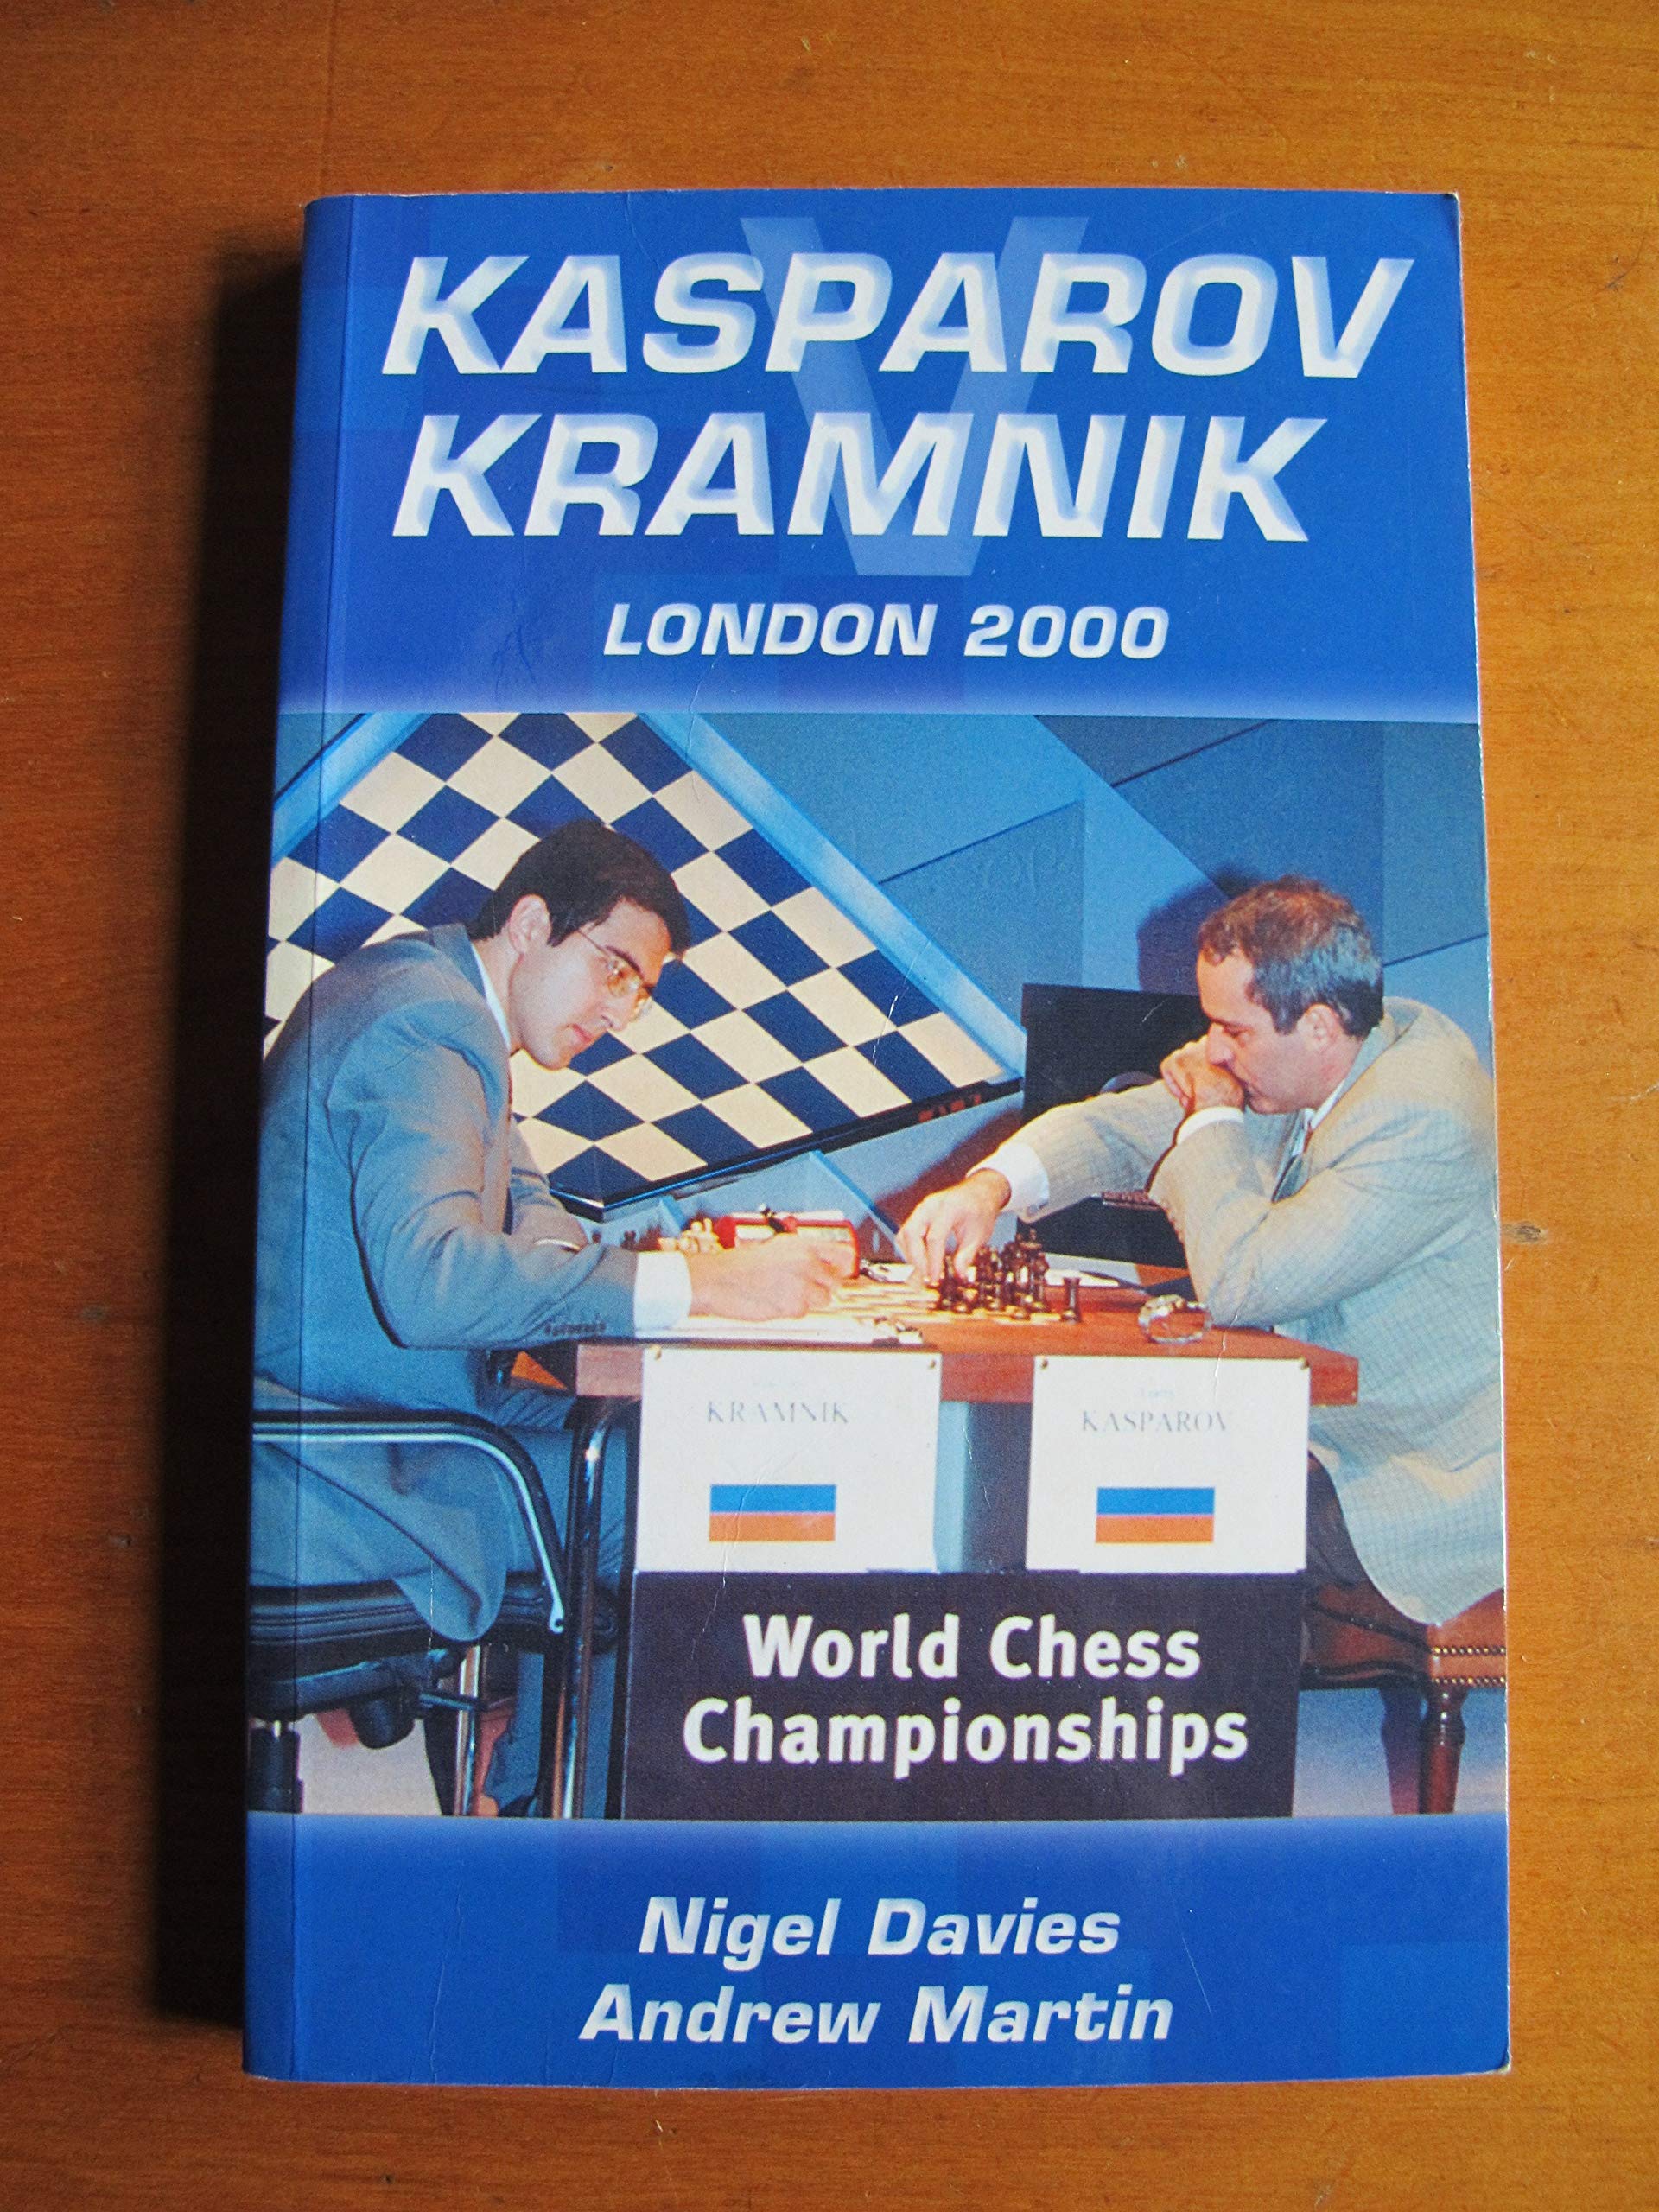 V
KASPAROV
KRAMNIK
LONDON 2000
KRAMNIK
KASPAROV
World Chess
Championships
Nigel Davies
Andrew Martin